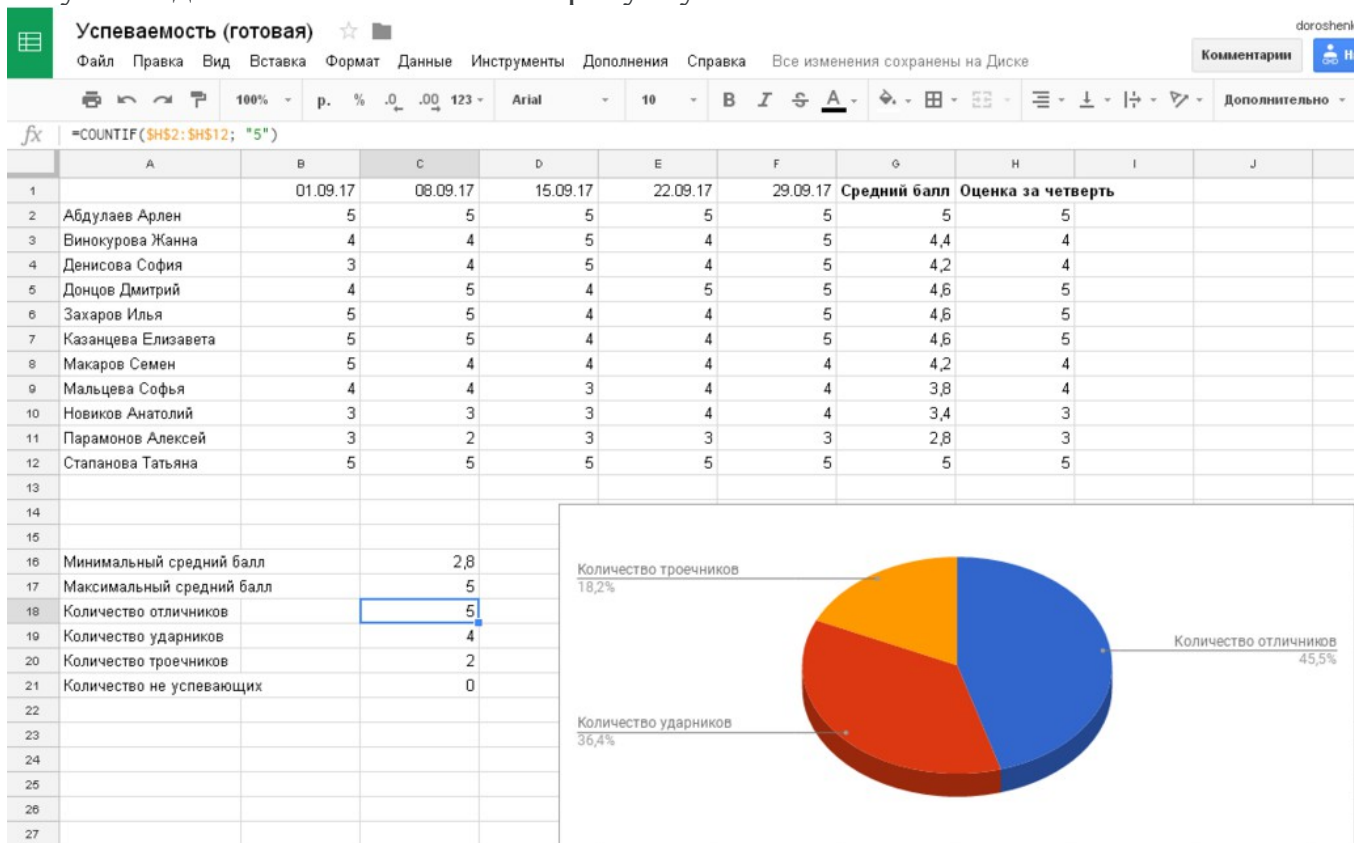 Успеваемость (готовая)
doroshenk
Файл Правка Вид Вставка Формат Данные Инструменты Дополнения Справка Все изменения сохранены на Диске
Комментарии
100% р. % .0 .00 123 Arial 10 B I S A Дополнительно
fx =COUNTIF($H$2:$H$12; "5")
A B C D E F G H I J
1 01.09.17 08.09.17 15.09.17 22.09.17 29.09.17 Средний балл Оценка за четверть
2 Абдулаев Арлен 5 5 5 5 5 5 5
3 Винокурова Жанна 4 4 5 4 5 4,4 4
4 Денисова София 3 4 5 4 5 4,2 4
5 Донцов Дмитрий 4 5 4 5 5 4,6 5
6 Захаров Илья 5 5 4 4 5 4,6 5
7 Казанцева Елизавета 5 5 4 4 5 4,6 5
8 Макаров Семен 5 4 4 4 4 4,2 4
9 Мальцева Софья 4 4 3 4 4 3,8 4
10 Новиков Анатолий 3 3 3 4 4 3,4 3
11 Парамонов Алексей 3 2 3 3 3 2,8 3
12 Стапанова Татьяна 5 5 5 5 5 5 5
13
14
15
16 Минимальный средний балл 2,8
17 Максимальный средний балл 5
18 Количество отличников 5
19 Количество ударников 4
20 Количество троечников 2
21 Количество не успевающих 0
22
23
24
25
26
27
Количество троечников
18,2%
Количество отличников
45,5%
Количество ударников
36,4%